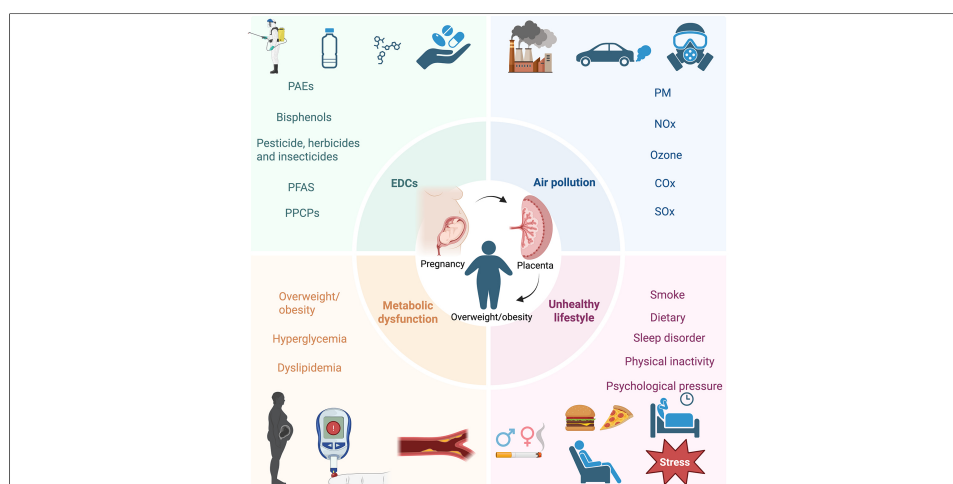 PAEs
Bisphenols
Pesticide, herbicides
and insecticides
PFAS
PPCPs
EDCs
PM
NOx
Ozone
COx
SOx
Air pollution
Pregnancy
Placenta
Overweight/obesity
Overweight/
obesity
Hyperglycemia
Dyslipidemia
Metabolic
dysfunction
Unhealthy
lifestyle
Smoke
Dietary
Sleep disorder
Physical inactivity
Psychological pressure
Stress